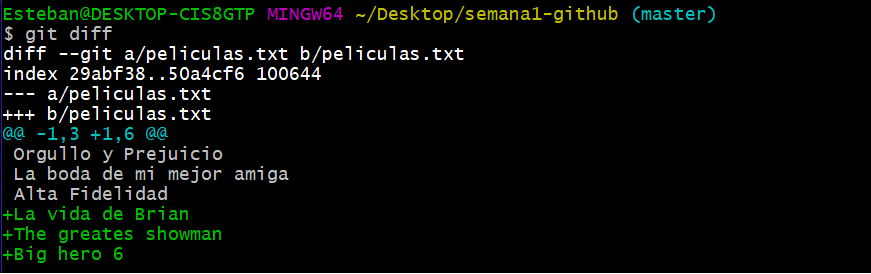 Esteban@DESKTOP-CIS8GTP MINGW64 ~/Desktop/semana1-github (master)
$ git diff
diff --git a/peliculas.txt b/peliculas.txt
index 29abf38..50a4cf6 100644
--- a/peliculas.txt
+++ b/peliculas.txt
@@ -1,3 +1,6 @@
 Orgullo y Prejuicio
 La boda de mi mejor amiga
 Alta Fidelidad
+La vida de Brian
+The greates showman
+Big hero 6